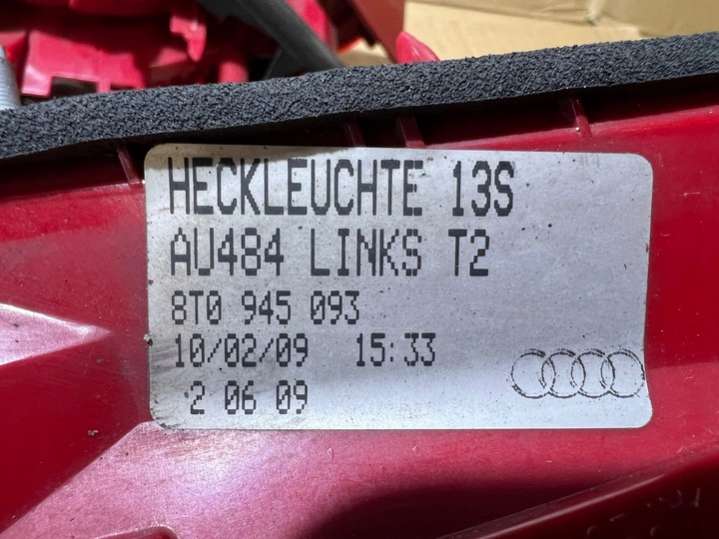 HECKLEUCHTE 13S
AU484 LINKS T2
8T0 945 093
10/02/09 15:33
2 06 09